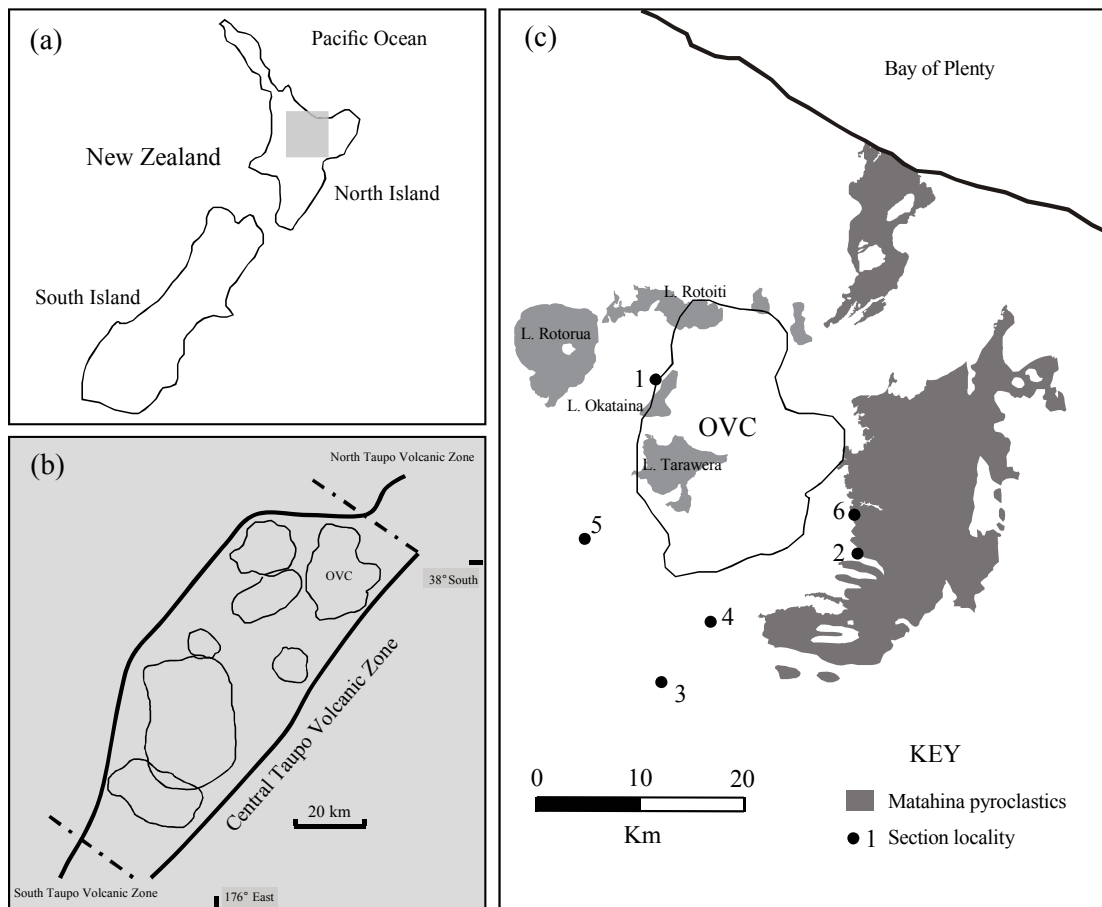 (a)
Pacific Ocean
New Zealand
North Island
South Island
(b)
North Taupo Volcanic Zone
OVC
38° South
Central Taupo Volcanic Zone
20 km
South Taupo Volcanic Zone
176° East
(c)
Bay of Plenty
L. Rotoiti
L. Rotorua
1
L. Okataina
OVC
L. Tarawera
6
5
2
4
3
KEY
0 10 20
Km
Matahina pyroclastics
1 Section locality